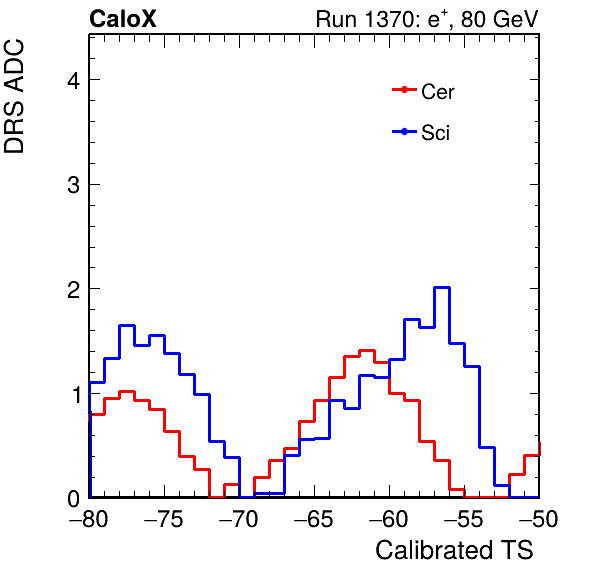 CaloX Run 1370: e⁺, 80 GeV
DRS ADC
4
3
2
1
0
Cer
Sci
−80 −75 −70 −65 −60 −55 −50
Calibrated TS